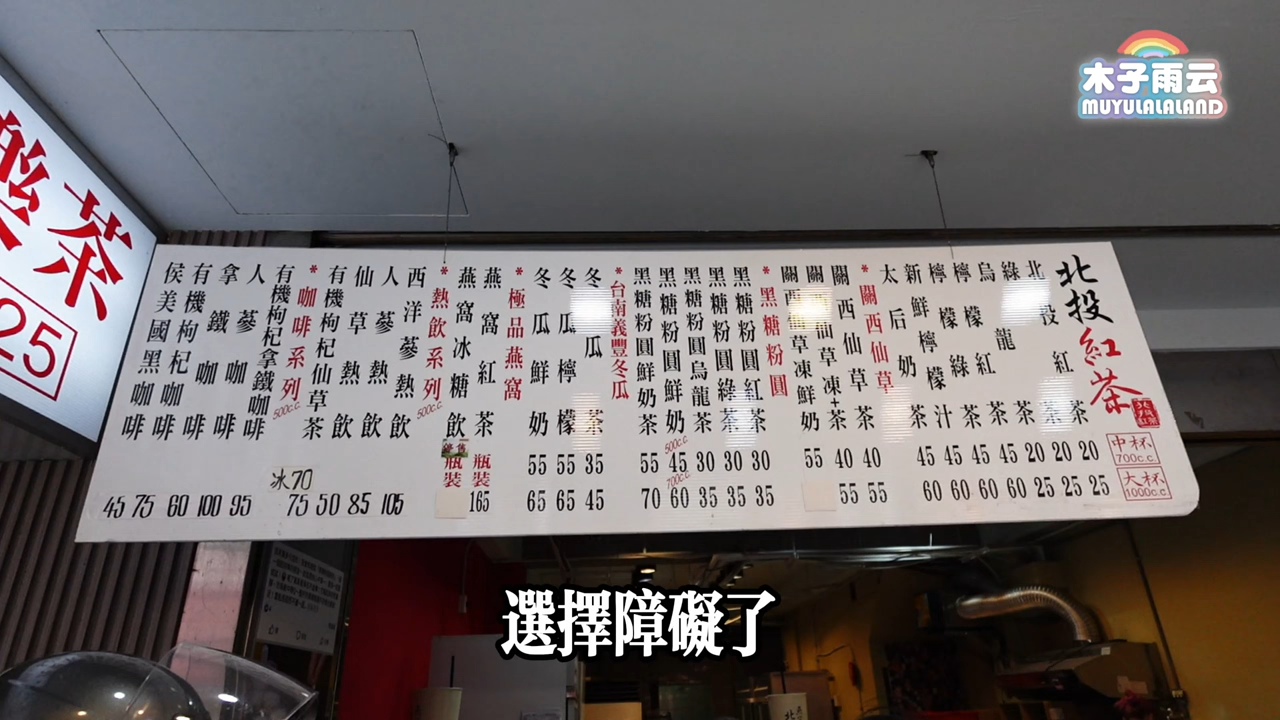 木子雨云
MUYULALALAND
茶
25
北投紅茶
北投紅茶
中杯
700c.c.
大杯
1000c.c.
北投紅茶 20 25
綠茶 20 25
烏龍茶 20 25
檸檬紅茶 45 60
檸檬綠茶 45 60
新鮮檸檬汁 45 60
太后奶茶 45 60
*關西仙草
關西仙草茶 40 55
關西仙草凍+茶 40 55
關西仙草凍鮮奶 55
*黑糖粉圓
黑糖粉圓紅茶 30 35
黑糖粉圓綠茶 30 35
黑糖粉圓烏龍茶 30 35
黑糖粉圓鮮奶 500c.c. 45 700c.c. 60
黑糖粉圓鮮奶茶 55 70
*台南義豐冬瓜
冬瓜茶 35 45
冬瓜檸檬 55 65
冬瓜鮮奶 55 65
*極品燕窩
燕窩紅茶 瓶裝 165
燕窩冰糖飲 瓶裝
*熱飲系列 500c.c.
西洋蔘熱飲 105
人蔘熱飲 85
仙草熱飲 50
有機枸杞仙草茶 冰70 75
*咖啡系列 500c.c.
有機枸杞拿鐵咖啡 95
人蔘咖啡 100
拿鐵咖啡 60
有機枸杞咖啡 75
侯美國黑咖啡 45
選擇障礙了